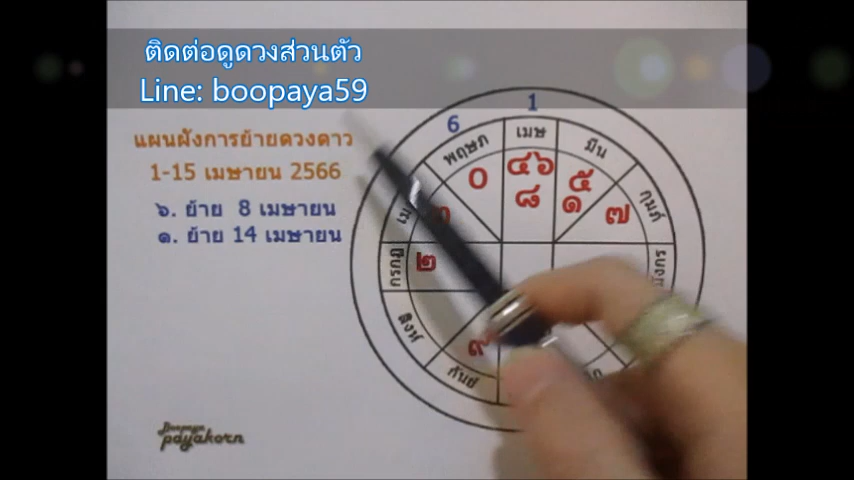 ติดต่อดูดวงส่วนตัว
Line: boopaya59
แผนผังการย้ายดวงดาว
1-15 เมษายน 2566
๖. ย้าย 8 เมษายน
๑. ย้าย 14 เมษายน
1
6
เมษ
พฤษภ
มีน
๔๖
๘
๕
๑
๐
๗
กุมภ์
กรกฎ
๒
สิงห์
๙
กันย์
Boopaya
payakorn